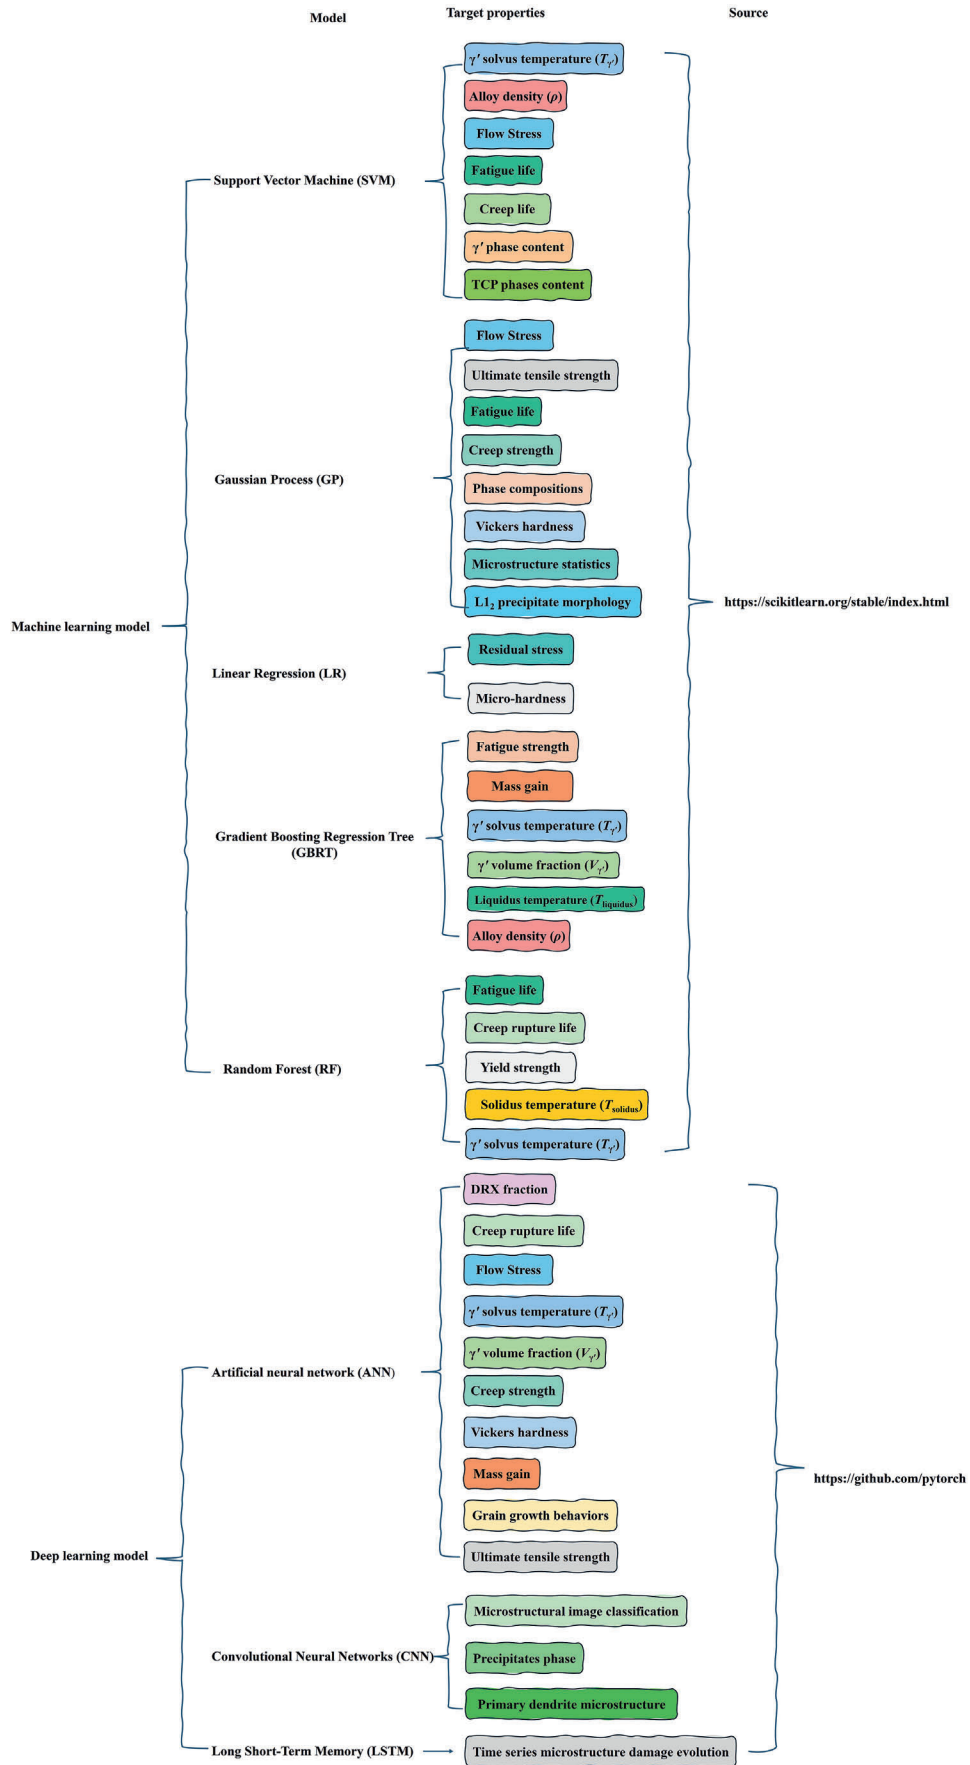 Model Target properties Source
γ′ solvus temperature (Tγ′)
Alloy density (ρ)
Flow Stress
Fatigue life
Support Vector Machine (SVM)
Creep life
γ′ phase content
TCP phases content
Flow Stress
Ultimate tensile strength
Fatigue life
Creep strength
Gaussian Process (GP)
Phase compositions
Vickers hardness
Microstructure statistics
L1₂ precipitate morphology
https://scikitlearn.org/stable/index.html
Machine learning model
Residual stress
Linear Regression (LR)
Micro-hardness
Fatigue strength
Mass gain
γ′ solvus temperature (Tγ′)
Gradient Boosting Regression Tree
(GBRT)
γ′ volume fraction (Vγ′)
Liquidus temperature (Tliquidus)
Alloy density (ρ)
Fatigue life
Creep rupture life
Random Forest (RF)
Yield strength
Solidus temperature (Tsolidus)
γ′ solvus temperature (Tγ′)
DRX fraction
Creep rupture life
Flow Stress
γ′ solvus temperature (Tγ′)
γ′ volume fraction (Vγ′)
Artificial neural network (ANN)
Creep strength
Vickers hardness
Mass gain
https://github.com/pytorch
Grain growth behaviors
Deep learning model
Ultimate tensile strength
Microstructural image classification
Convolutional Neural Networks (CNN)
Precipitates phase
Primary dendrite microstructure
Long Short-Term Memory (LSTM)
Time series microstructure damage evolution